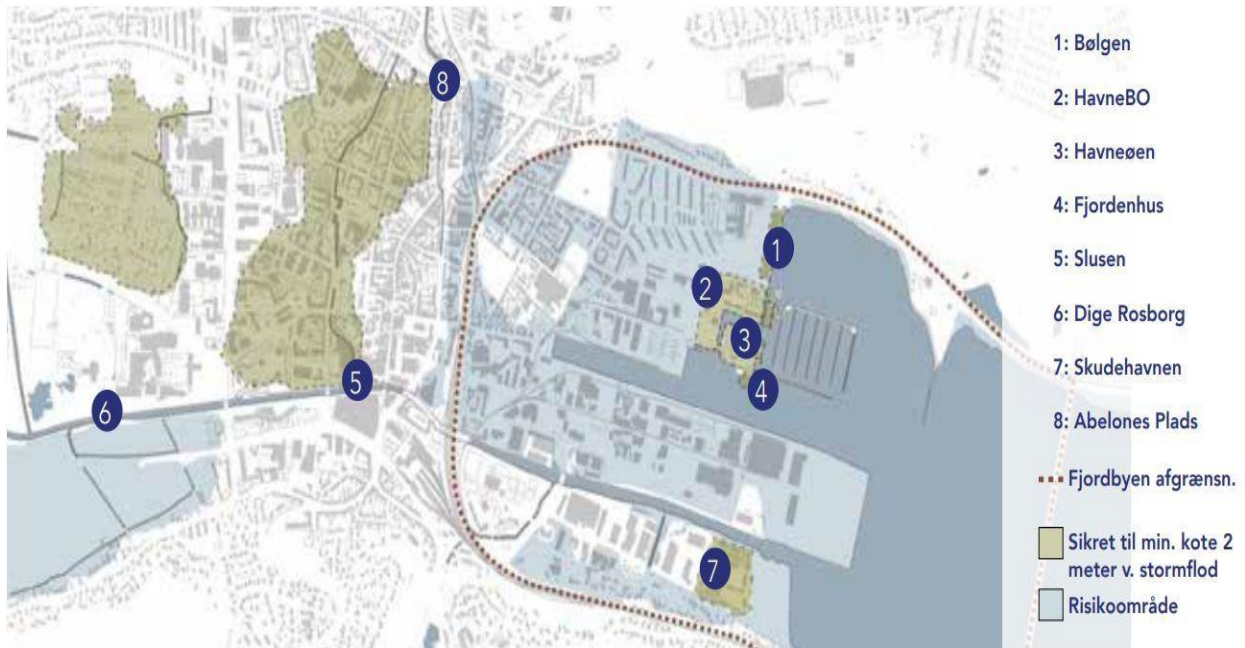 8
1
2
3
4
5
6
7
1: Bølgen
2: HavneBO
3: Havneøen
4: Fjordenhus
5: Slusen
6: Dige Rosborg
7: Skudehavnen
8: Abelones Plads
Fjordbyen afgrænsn.
Sikret til min. kote 2
meter v. stormflod
Risikoområde